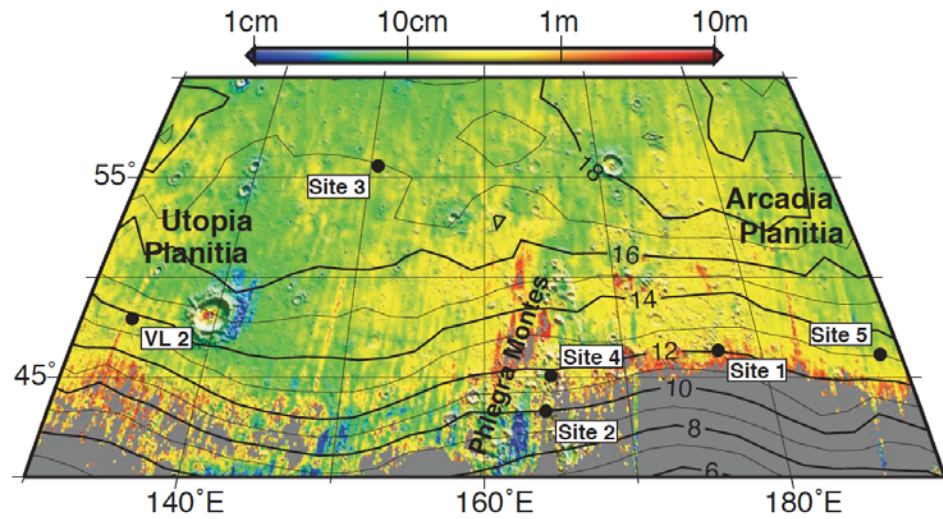 1cm 10cm 1m 10m
55°
Site 3
18
Arcadia
Planitia
Utopia
Planitia
16
14
VL 2
Phlegra Montes
Site 5
Site 4
12
Site 1
45°
10
Site 2
8
6
140°E 160°E 180°E